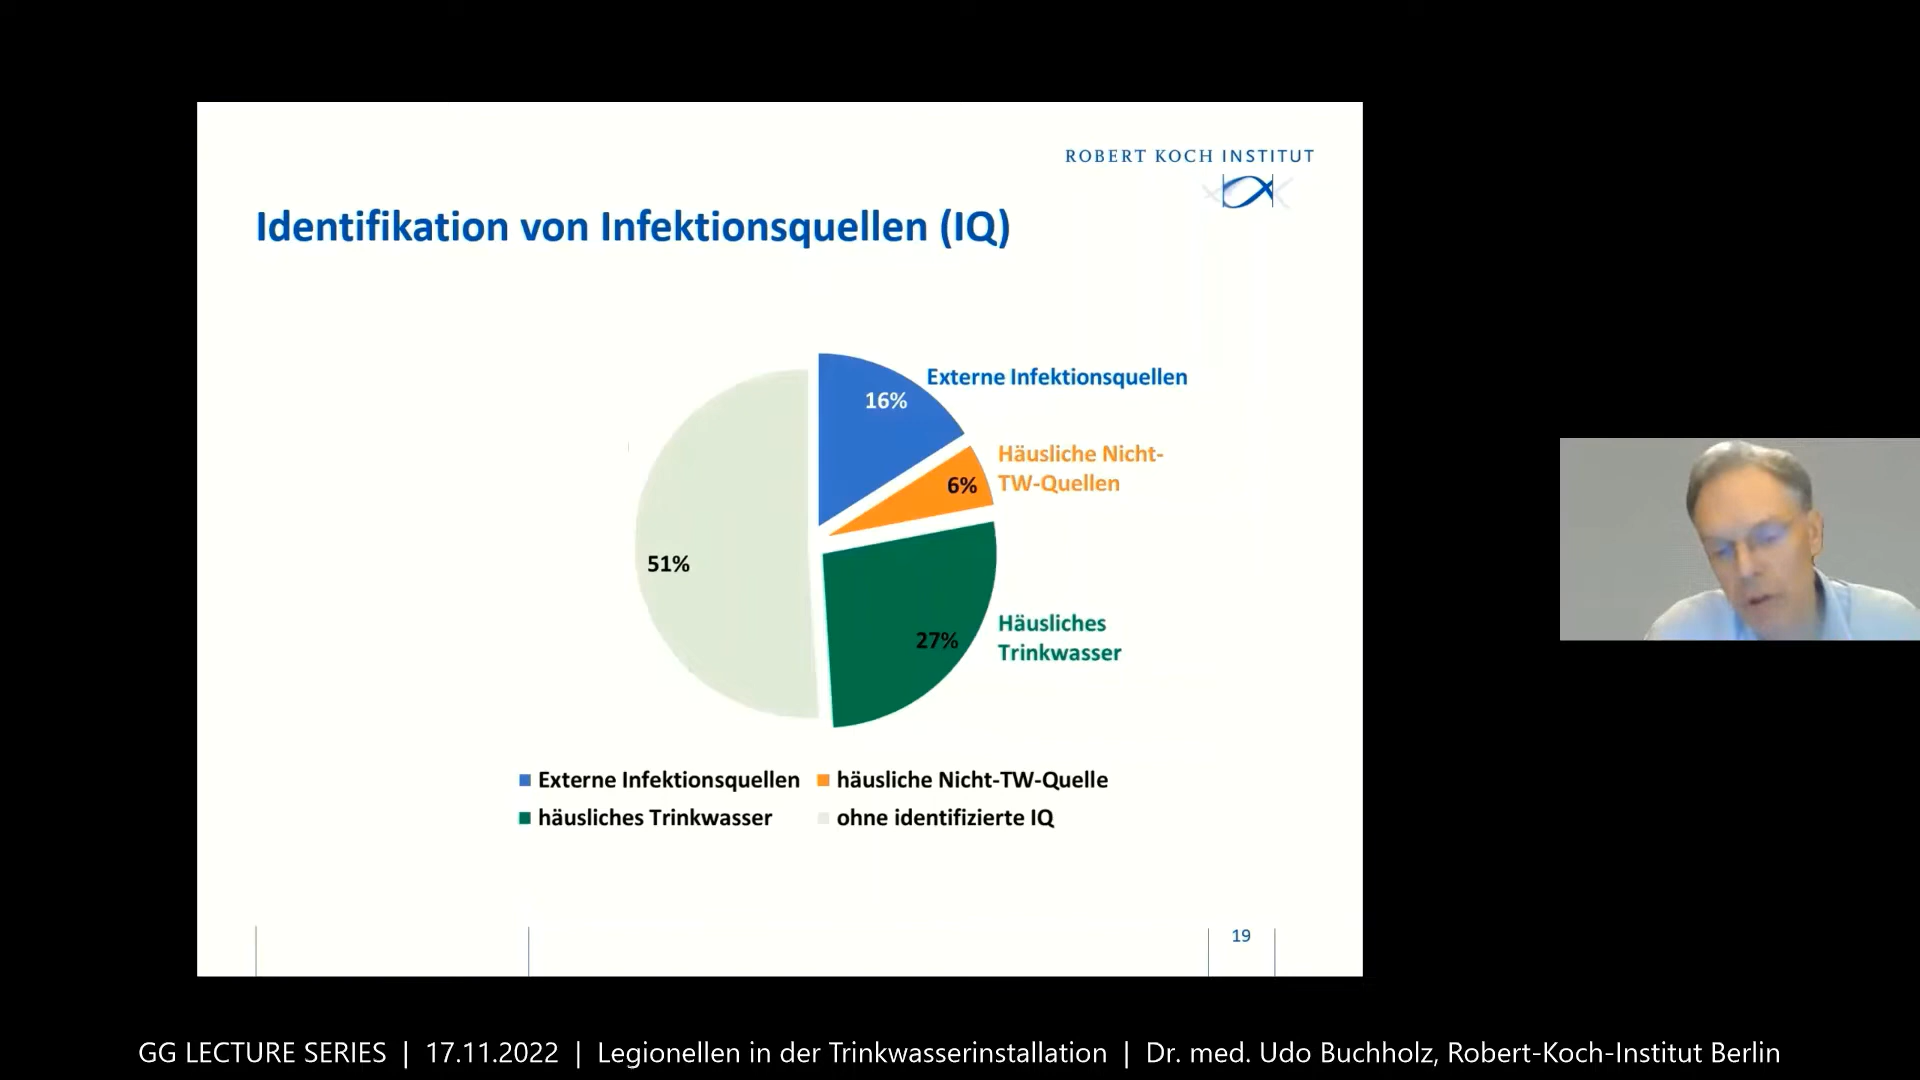 ROBERT KOCH INSTITUT
Identifikation von Infektionsquellen (IQ)
Externe Infektionsquellen
16%
Häusliche Nicht-
TW-Quellen
6%
51%
Häusliches
Trinkwasser
27%
Externe Infektionsquellen
häusliche Nicht-TW-Quelle
häusliches Trinkwasser
ohne identifizierte IQ
19
GG LECTURE SERIES | 17.11.2022 | Legionellen in der Trinkwasserinstallation | Dr. med. Udo Buchholz, Robert-Koch-Institut Berlin